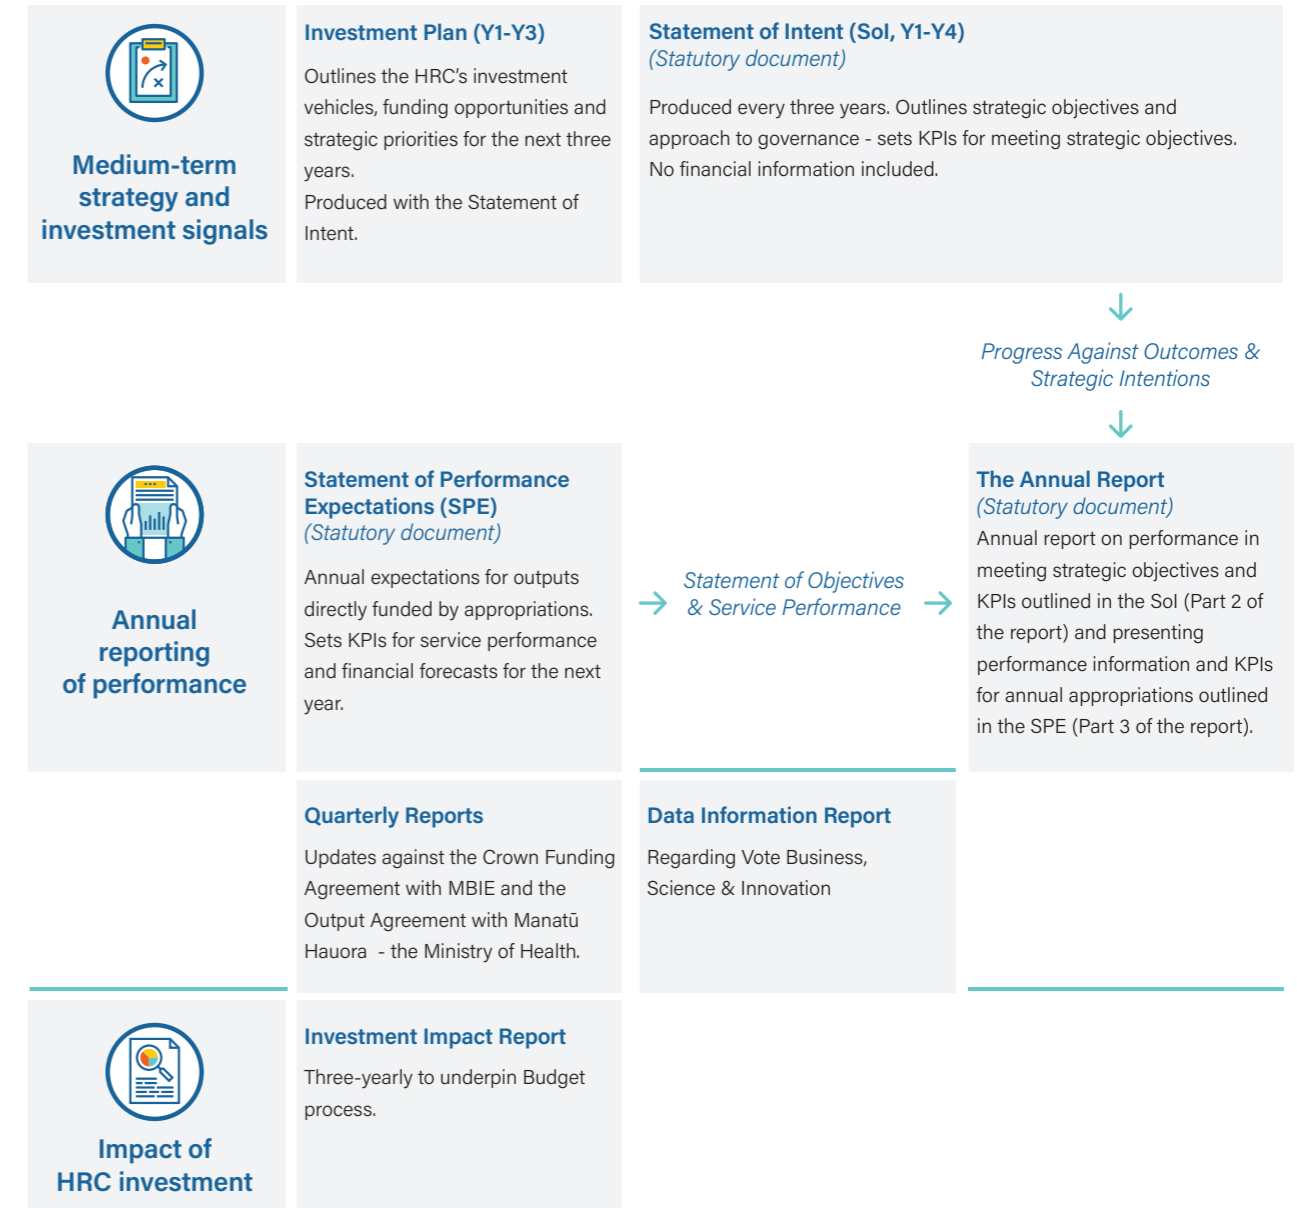 Medium-term
strategy and
investment signals
Investment Plan (Y1-Y3)
Outlines the HRC's investment
vehicles, funding opportunities and
strategic priorities for the next three
years.
Produced with the Statement of
Intent.
Statement of Intent (SoI, Y1-Y4)
(Statutory document)
Produced every three years. Outlines strategic objectives and
approach to governance - sets KPIs for meeting strategic objectives.
No financial information included.
Progress Against Outcomes &
Strategic Intentions
Annual
reporting
of performance
Statement of Performance
Expectations (SPE)
(Statutory document)
Annual expectations for outputs
directly funded by appropriations.
Sets KPIs for service performance
and financial forecasts for the next
year.
Statement of Objectives
& Service Performance
The Annual Report
(Statutory document)
Annual report on performance in
meeting strategic objectives and
KPIs outlined in the SoI (Part 2 of
the report) and presenting
performance information and KPIs
for annual appropriations outlined
in the SPE (Part 3 of the report).
Quarterly Reports
Updates against the Crown Funding
Agreement with MBIE and the
Output Agreement with Manatū
Hauora - the Ministry of Health.
Data Information Report
Regarding Vote Business,
Science & Innovation
Impact of
HRC investment
Investment Impact Report
Three-yearly to underpin Budget
process.